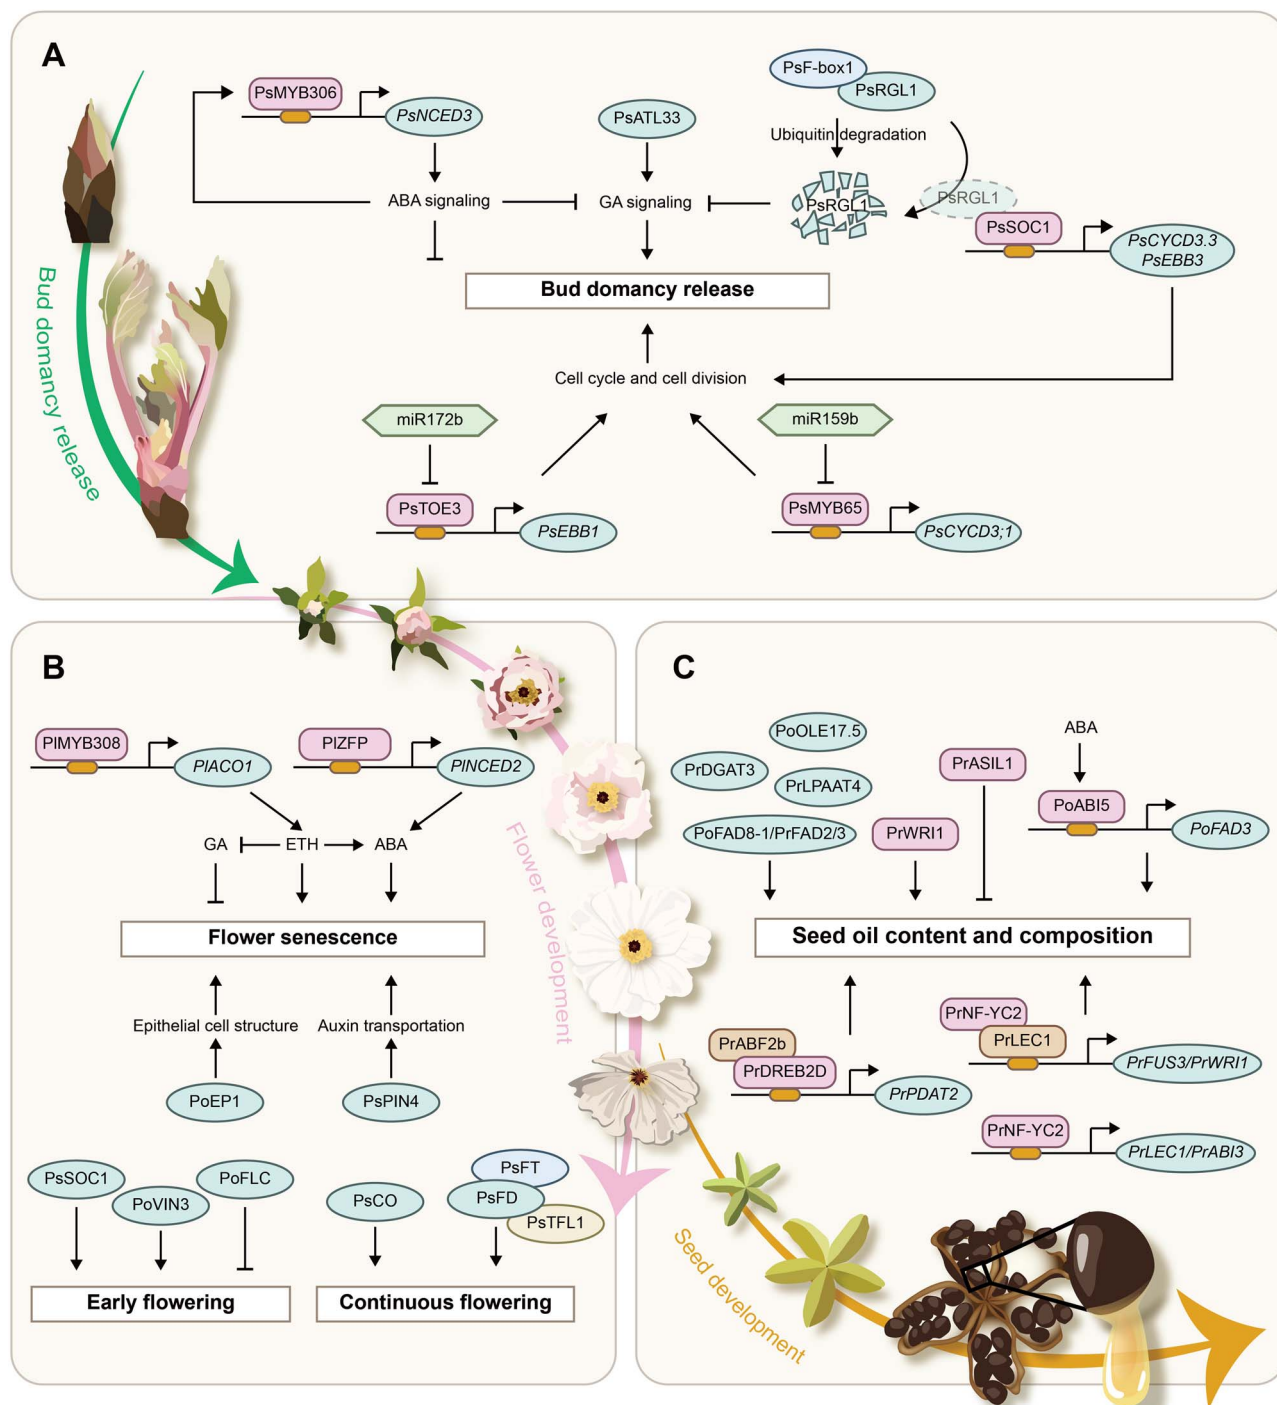 A
PsMYB306
PsNCED3
PsATL33
PsF-box1
PsRGL1
Ubiquitin degradation
ABA signaling
GA signaling
PsRGL1
PsRGL1
PsSOC1
PsCYCD3.3
PsEBB3
Bud domancy release
Bud domancy release
Cell cycle and cell division
miR172b
miR159b
PsTOE3
PsEBB1
PsMYB65
PsCYCD3;1
B
PlMYB308
PlACO1
PlZFP
PlNCED2
GA
ETH
ABA
Flower senescence
Epithelial cell structure
Auxin transportation
PoEP1
PsPIN4
PsSOC1
PoVIN3
PoFLC
PsCO
PsFT
PsFD
PsTFL1
Early flowering
Continuous flowering
Flower development
C
PoOLE17.5
PrDGAT3
PrLPAAT4
PoFAD8-1/PrFAD2/3
PrWRI1
PrASIL1
ABA
PoABI5
PoFAD3
Seed oil content and composition
PrABF2b
PrDREB2D
PrPDAT2
PrNF-YC2
PrLEC1
PrFUS3/PrWRI1
PrNF-YC2
PrLEC1/PrABI3
Seed development